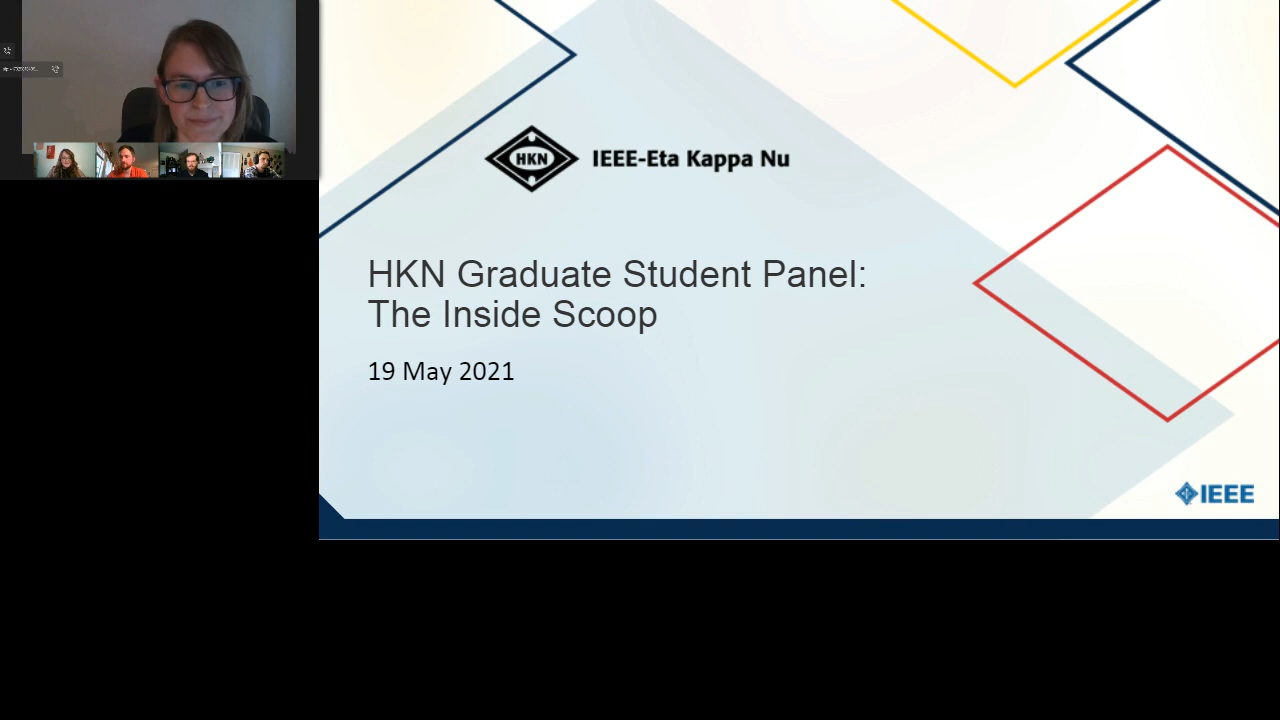 HKN
IEEE-Eta Kappa Nu
HKN Graduate Student Panel:
The Inside Scoop
19 May 2021
IEEE